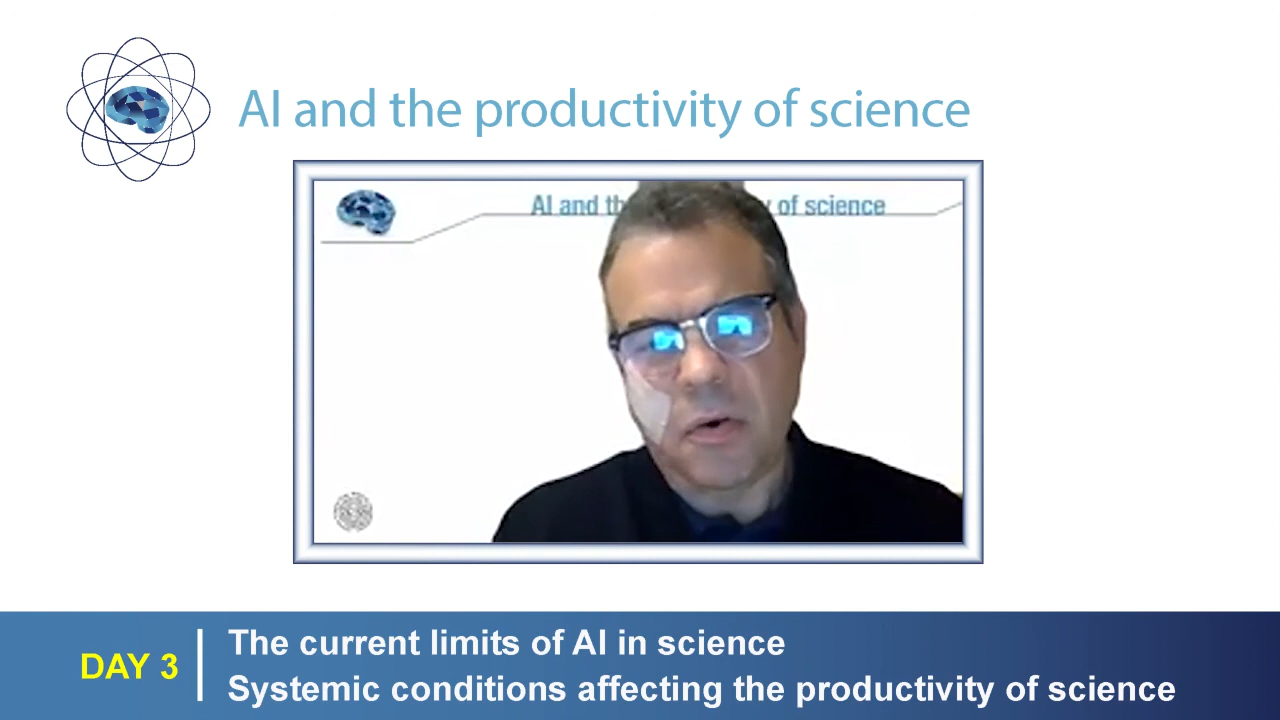 AI and the productivity of science
AI and th y of science
DAY 3
The current limits of AI in science
Systemic conditions affecting the productivity of science